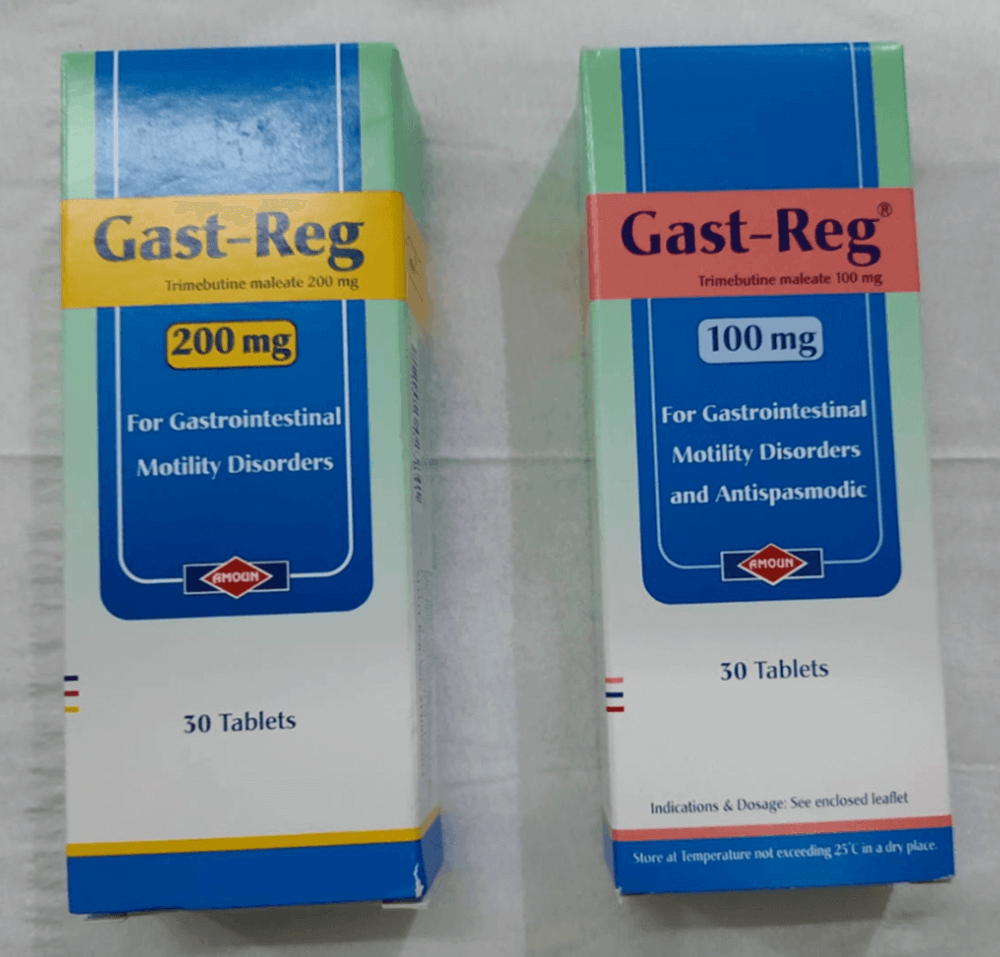 Gast-Reg
Trimebutine maleate 200 mg
200 mg
For Gastrointestinal
Motility Disorders
AMOUN
30 Tablets
Gast-Reg®
Trimebutine maleate 100 mg
100 mg
For Gastrointestinal
Motility Disorders
and Antispasmodic
AMOUN
30 Tablets
Indications & Dosage: See enclosed leaflet
Store at Temperature not exceeding 25°C in a dry place.